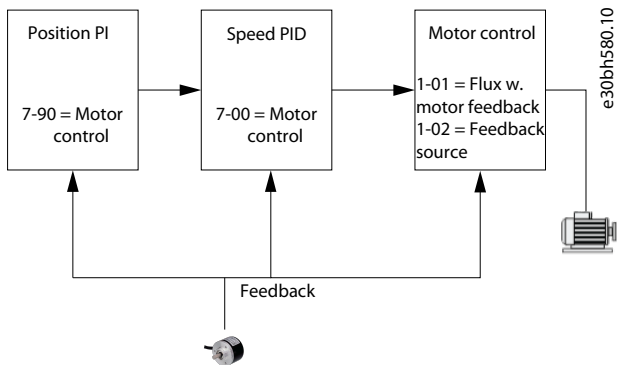 Position PI
7-90 = Motor
control
Speed PID
7-00 = Motor
control
Motor control
1-01 = Flux w.
motor feedback
1-02 = Feedback
source
e30bh580.10
Feedback